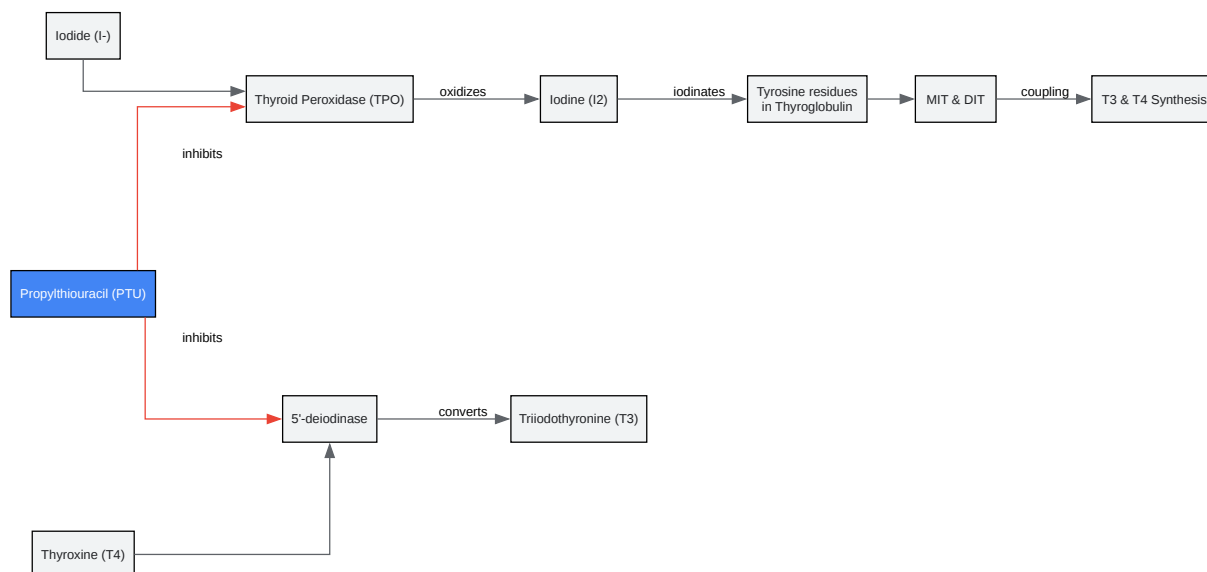 Iodide (I-)
Thyroid Peroxidase (TPO)
oxidizes
Iodine (I2)
iodinates
Tyrosine residues
in Thyroglobulin
MIT & DIT
coupling
T3 & T4 Synthesis
inhibits
Propylthiouracil (PTU)
inhibits
5'-deiodinase
converts
Triiodothyronine (T3)
Thyroxine (T4)